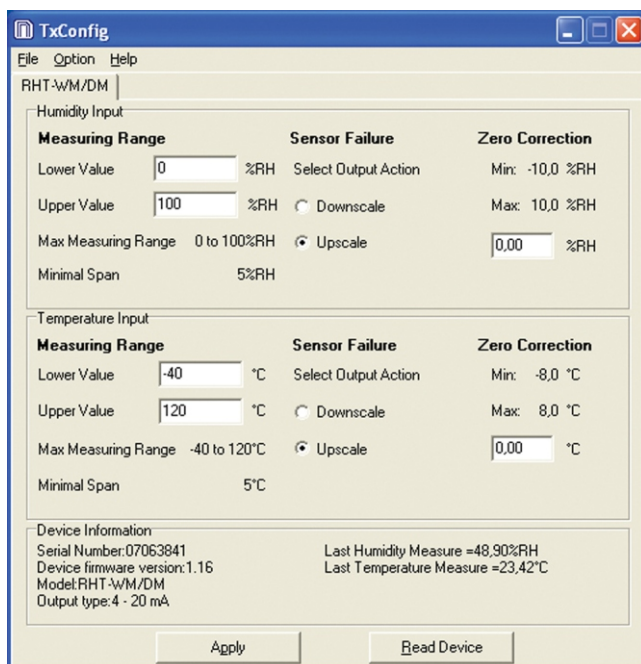 TxConfig
File Option Help
RHT-WM/DM
Humidity Input
Measuring Range Sensor Failure Zero Correction
Lower Value 0 %RH Select Output Action Min: -10,0 %RH
Upper Value 100 %RH Downscale Max: 10,0 %RH
Max Measuring Range 0 to 100%RH Upscale 0,00 %RH
Minimal Span 5%RH
Temperature Input
Measuring Range Sensor Failure Zero Correction
Lower Value -40 °C Select Output Action Min: -8,0 °C
Upper Value 120 °C Downscale Max: 8,0 °C
Max Measuring Range -40 to 120°C Upscale 0,00 °C
Minimal Span 5°C
Device Information
Serial Number:07063841 Last Humidity Measure =48,90%RH
Device firmware version:1.16 Last Temperature Measure =23,42°C
Model:RHT-WM/DM
Output type:4 - 20 mA
Apply Read Device